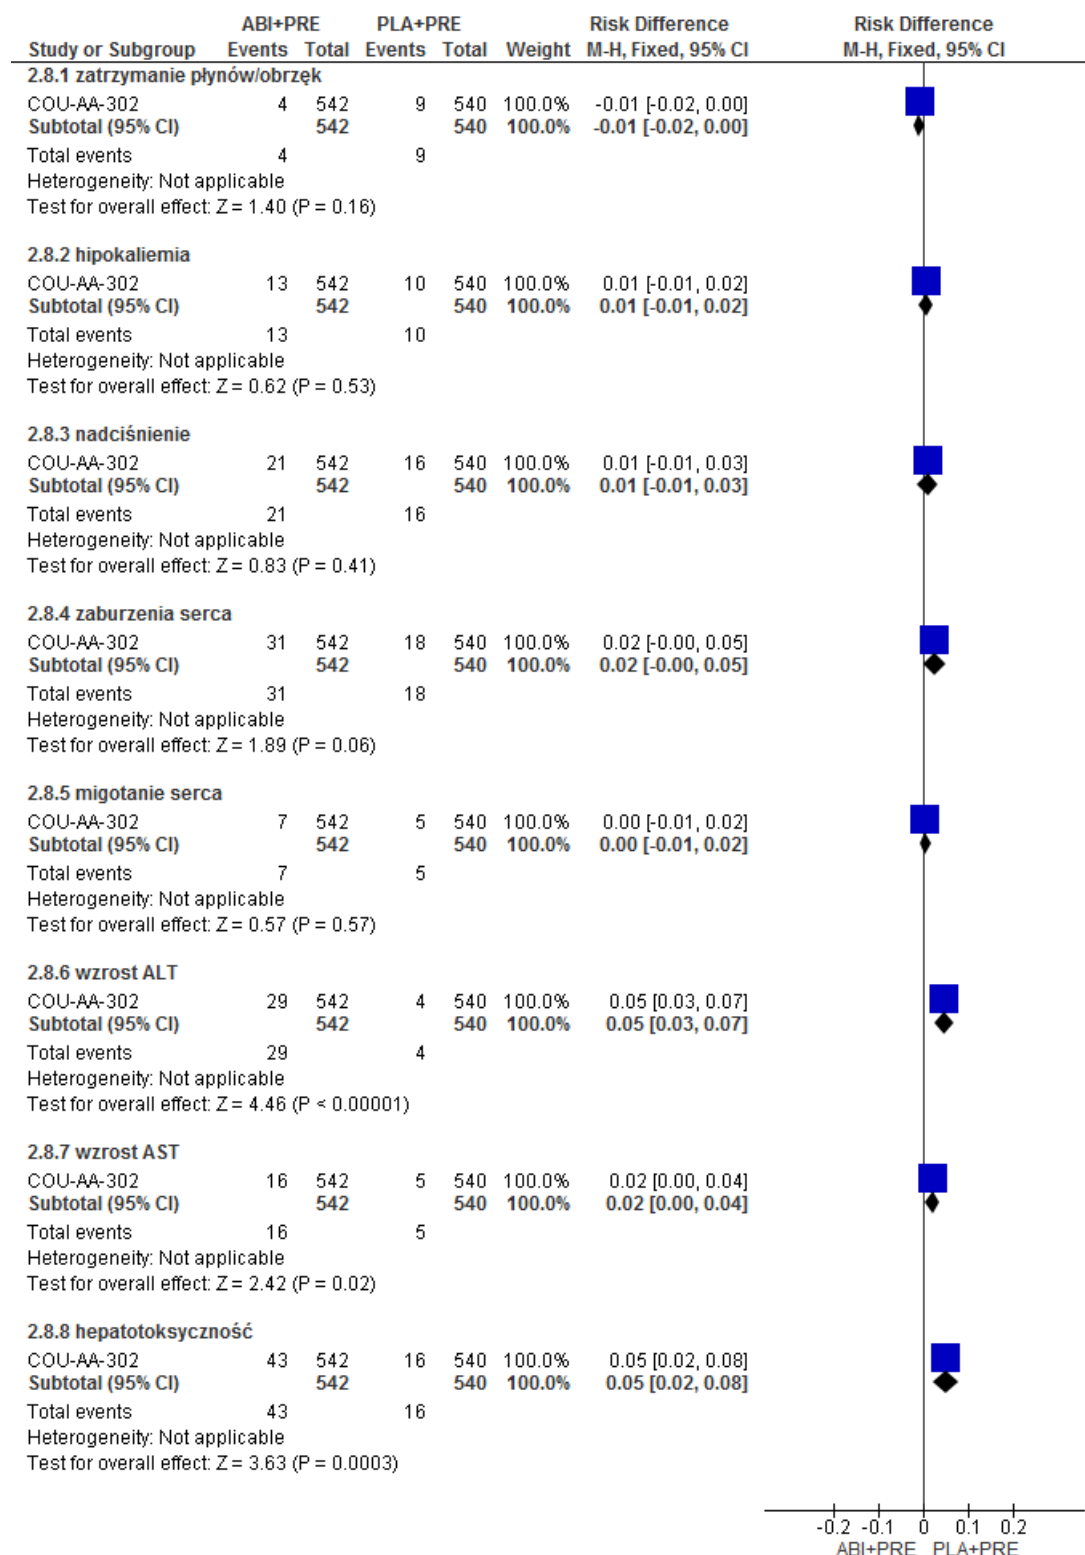 ABI+PRE PLA+PRE Risk Difference Risk Difference
Study or Subgroup Events Total Events Total Weight M-H, Fixed, 95% CI M-H, Fixed, 95% CI
2.8.1 zatrzymanie płynów/obrzęk
COU-AA-302 4 542 9 540 100.0% -0.01 [-0.02, 0.00]
Subtotal (95% CI) 542 540 100.0% -0.01 [-0.02, 0.00]
Total events 4 9
Heterogeneity: Not applicable
Test for overall effect: Z = 1.40 (P = 0.16)
2.8.2 hipokaliemia
COU-AA-302 13 542 10 540 100.0% 0.01 [-0.01, 0.02]
Subtotal (95% CI) 542 540 100.0% 0.01 [-0.01, 0.02]
Total events 13 10
Heterogeneity: Not applicable
Test for overall effect: Z = 0.62 (P = 0.53)
2.8.3 nadciśnienie
COU-AA-302 21 542 16 540 100.0% 0.01 [-0.01, 0.03]
Subtotal (95% CI) 542 540 100.0% 0.01 [-0.01, 0.03]
Total events 21 16
Heterogeneity: Not applicable
Test for overall effect: Z = 0.83 (P = 0.41)
2.8.4 zaburzenia serca
COU-AA-302 31 542 18 540 100.0% 0.02 [-0.00, 0.05]
Subtotal (95% CI) 542 540 100.0% 0.02 [-0.00, 0.05]
Total events 31 18
Heterogeneity: Not applicable
Test for overall effect: Z = 1.89 (P = 0.06)
2.8.5 migotanie serca
COU-AA-302 7 542 5 540 100.0% 0.00 [-0.01, 0.02]
Subtotal (95% CI) 542 540 100.0% 0.00 [-0.01, 0.02]
Total events 7 5
Heterogeneity: Not applicable
Test for overall effect: Z = 0.57 (P = 0.57)
2.8.6 wzrost ALT
COU-AA-302 29 542 4 540 100.0% 0.05 [0.03, 0.07]
Subtotal (95% CI) 542 540 100.0% 0.05 [0.03, 0.07]
Total events 29 4
Heterogeneity: Not applicable
Test for overall effect: Z = 4.46 (P < 0.00001)
2.8.7 wzrost AST
COU-AA-302 16 542 5 540 100.0% 0.02 [0.00, 0.04]
Subtotal (95% CI) 542 540 100.0% 0.02 [0.00, 0.04]
Total events 16 5
Heterogeneity: Not applicable
Test for overall effect: Z = 2.42 (P = 0.02)
2.8.8 hepatotoksyczność
COU-AA-302 43 542 16 540 100.0% 0.05 [0.02, 0.08]
Subtotal (95% CI) 542 540 100.0% 0.05 [0.02, 0.08]
Total events 43 16
Heterogeneity: Not applicable
Test for overall effect: Z = 3.63 (P = 0.0003)
-0.2 -0.1 0 0.1 0.2
ABI+PRE PLA+PRE